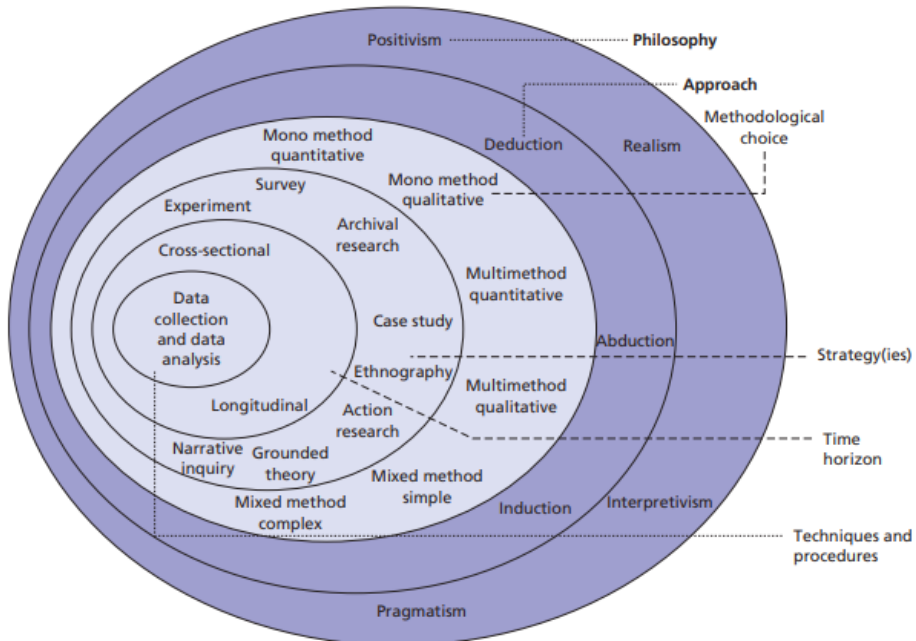 Positivism
Philosophy
Approach
Methodological
choice
Mono method
quantitative
Deduction
Realism
Mono method
qualitative
Survey
Experiment
Archival
research
Cross-sectional
Multimethod
quantitative
Data
collection
and data
analysis
Case study
Abduction
Strategy(ies)
Ethnography
Multimethod
qualitative
Longitudinal
Action
research
Time
horizon
Narrative
inquiry
Grounded
theory
Mixed method
simple
Mixed method
complex
Induction
Interpretivism
Techniques and
procedures
Pragmatism